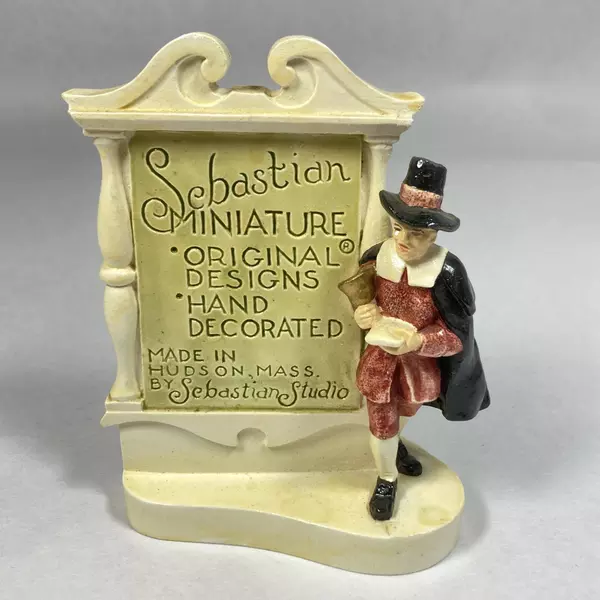 Sebastian
MINIATURE®
• ORIGINAL
DESIGNS
• HAND
DECORATED
MADE IN
HUDSON, MASS.
BY Sebastian Studio